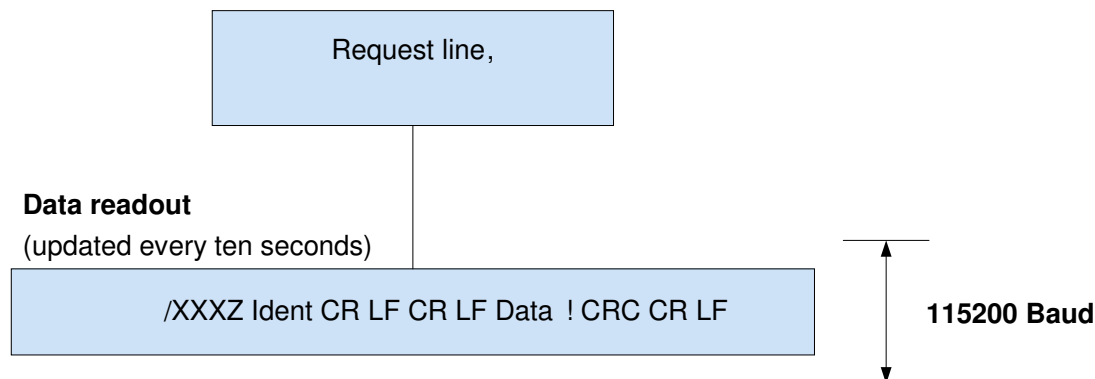 Request line,
Data readout
(updated every ten seconds)
/XXXZ Ident CR LF CR LF Data ! CRC CR LF
115200 Baud